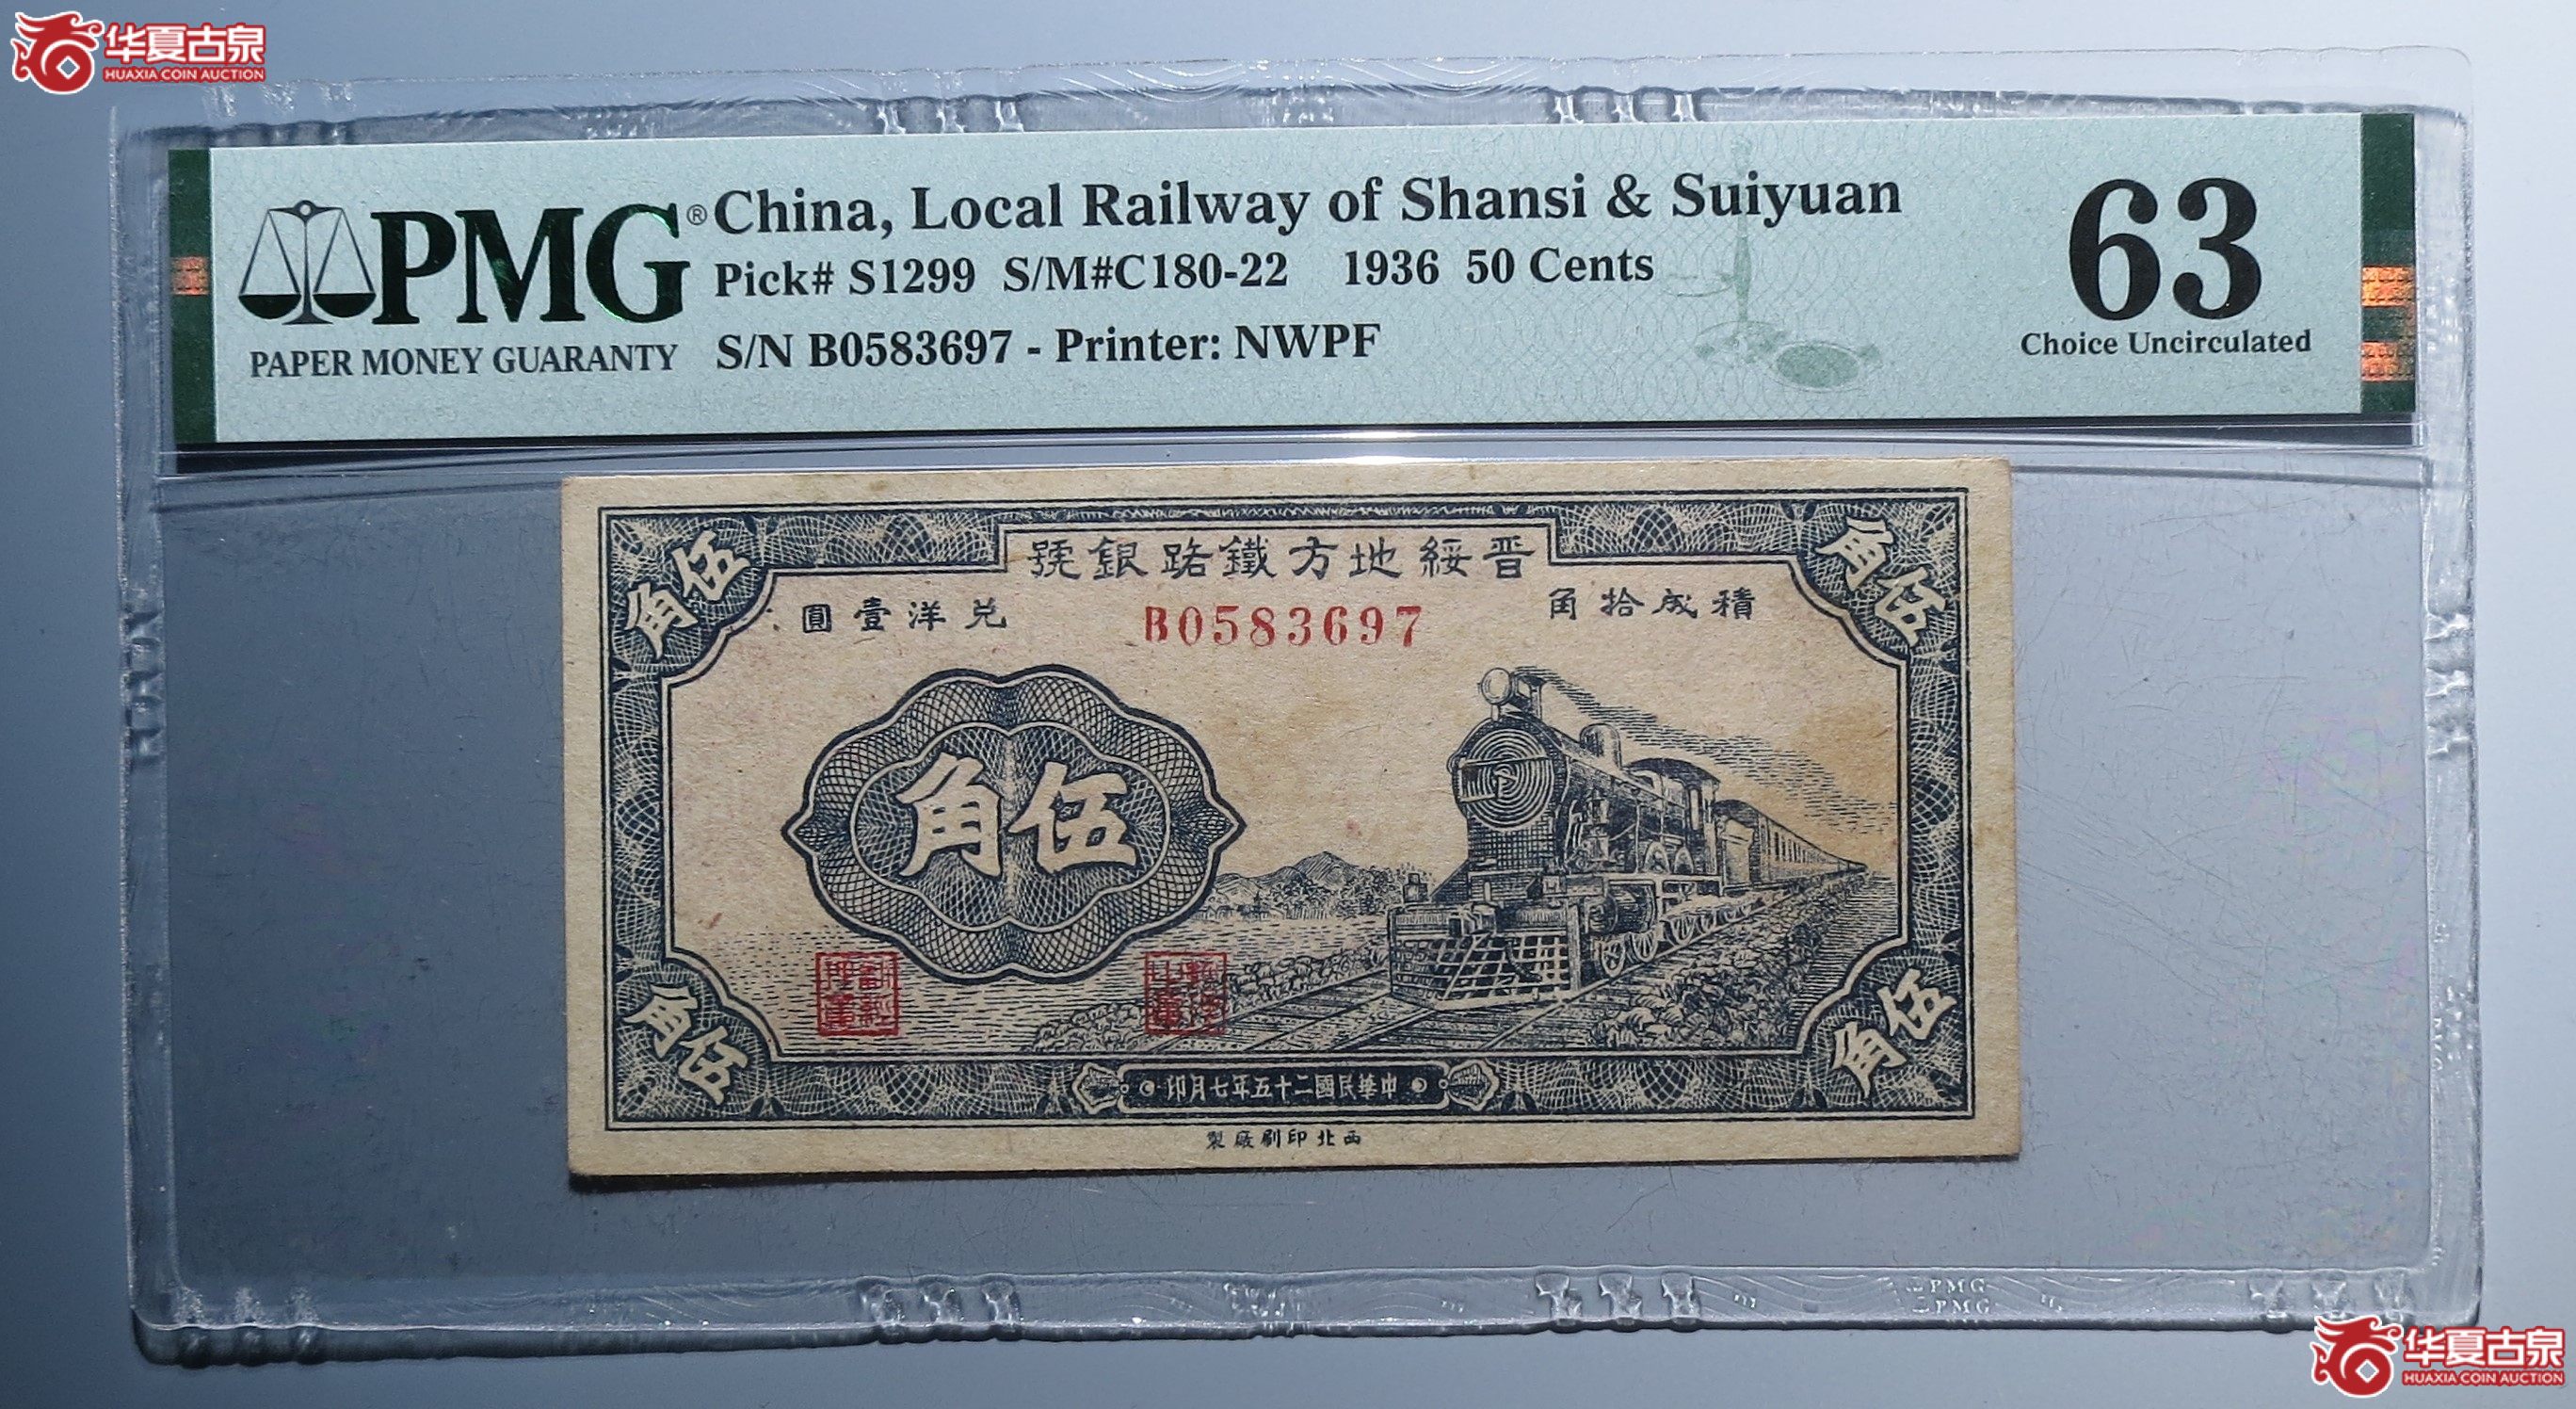 华夏古泉
HUAXIA COIN AUCTION
PMG®
PAPER MONEY GUARANTY
China, Local Railway of Shansi & Suiyuan
Pick# S1299 S/M#C180-22 1936 50 Cents
S/N B0583697 - Printer: NWPF
63
Choice Uncirculated
晋綏地方鐵路銀號
積成拾角
兑洋壹圓
B0583697
伍角
伍角
伍角
伍角
伍角
中華民國二十五年七月印
西北印刷廠製
PMG
PMG
华夏古泉
HUAXIA COIN AUCTION